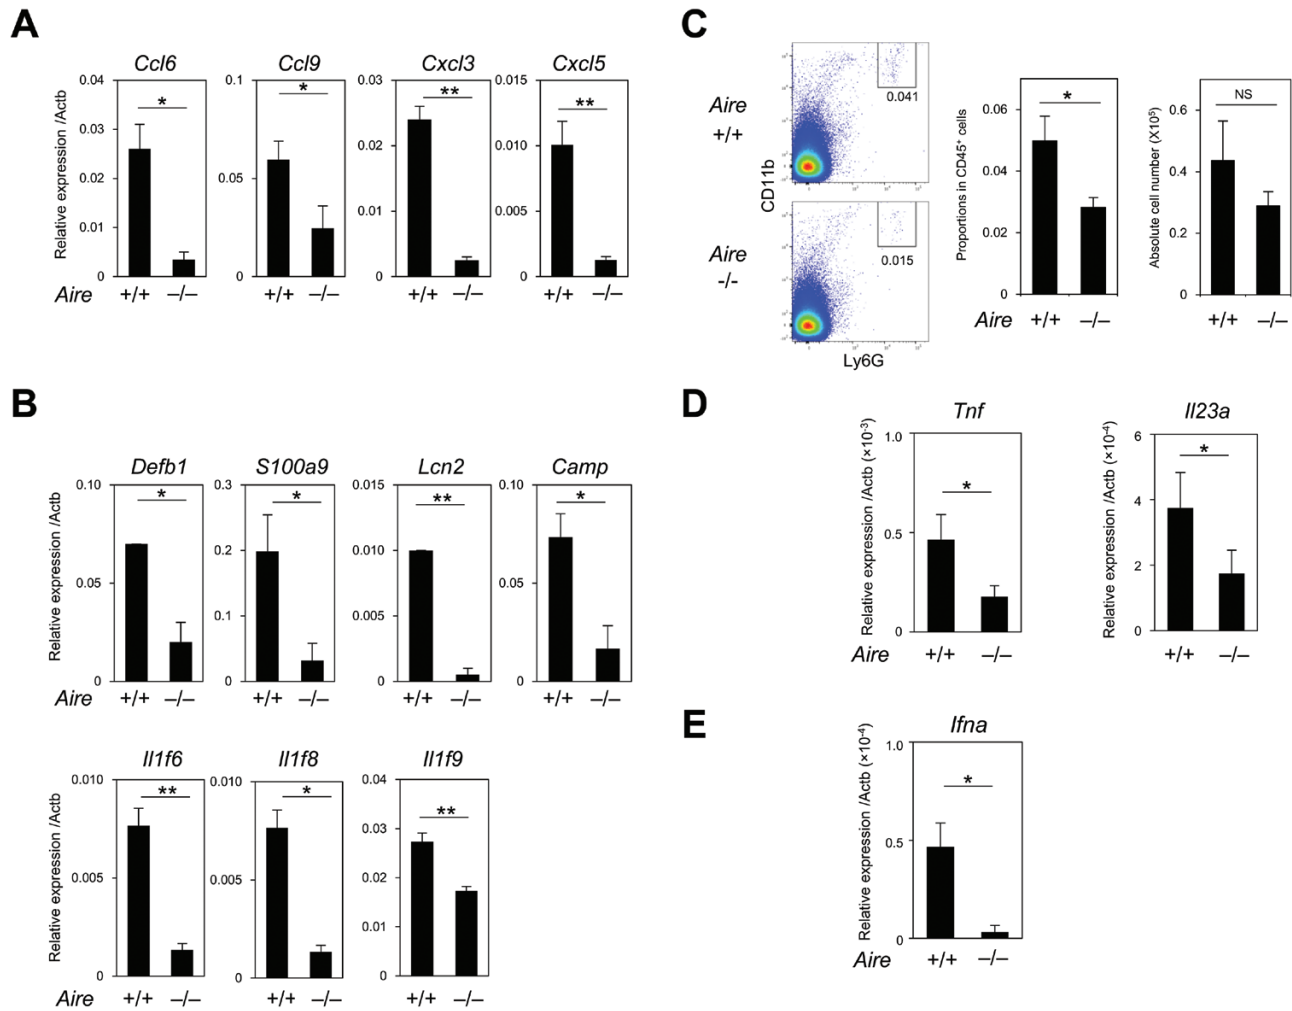 A
Ccl6 Ccl9 Cxcl3 Cxcl5
Relative expression /Actb
0.04
0.03
0.02
0.01
0
*
0.1
0.05
0
*
0.03
0.02
0.01
0
**
0.015
0.010
0.005
0
**
Aire +/+ –/– +/+ –/– +/+ –/– +/+ –/–
B
Defb1 S100a9 Lcn2 Camp
Relative expression /Actb
0.10
0.05
0
*
0.3
0.2
0.1
0
*
0.015
0.010
0.005
0
**
0.10
0.05
0
*
Aire +/+ –/– +/+ –/– +/+ –/– +/+ –/–
Il1f6 Il1f8 Il1f9
Relative expression /Actb
0.010
0.005
0
**
0.010
0.005
0
*
0.04
0.03
0.02
0.01
0
**
Aire +/+ –/– +/+ –/– +/+ –/–
C
Aire
+/+
0.041
Aire
-/-
0.015
CD11b
Ly6G
Proportions in CD45⁺ cells
0.06
0.04
0.02
0
*
Aire +/+ –/–
Absolute cell number (X10⁵)
0.6
0.4
0.2
0
NS
+/+ –/–
D
Tnf
Relative expression /Actb (×10⁻³)
1.0
0.5
0
*
Aire +/+ –/–
Il23a
Relative expression /Actb (×10⁻⁴)
6
4
2
0
*
+/+ –/–
E
Ifna
Relative expression /Actb (×10⁻⁴)
1.0
0.5
0
*
Aire +/+ –/–